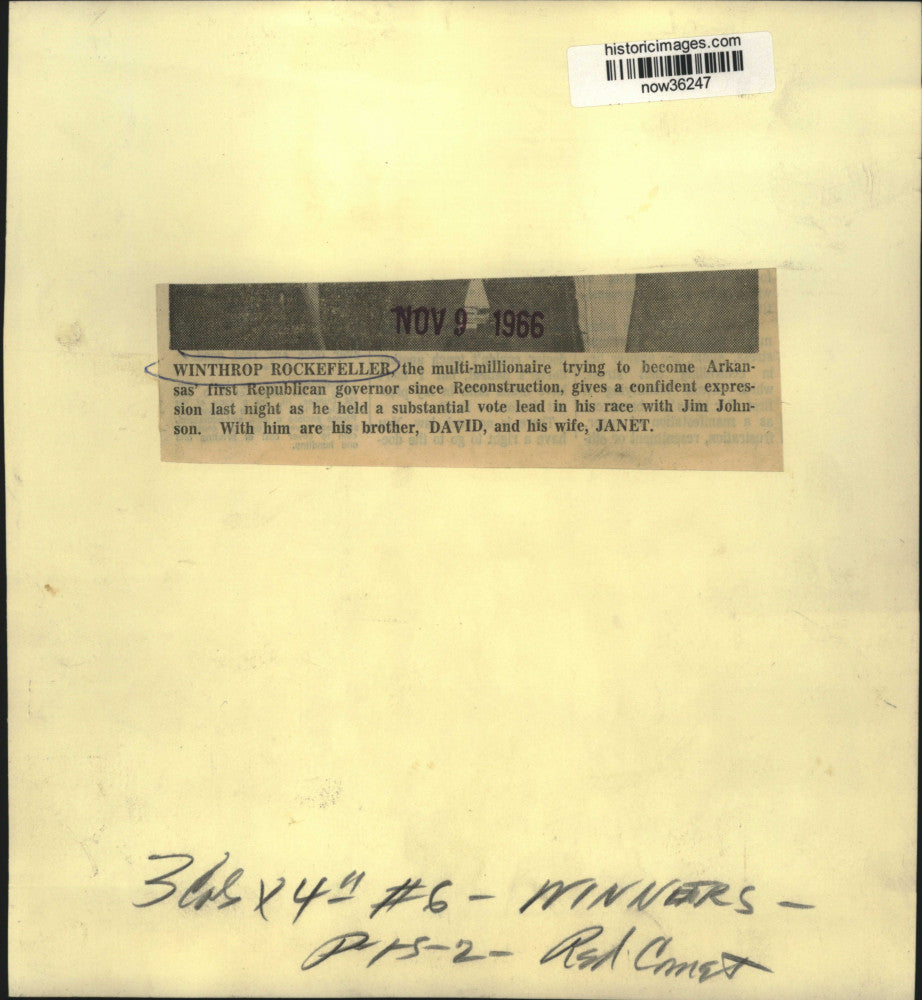 historicimages.com
now36247
NOV 9 1966
WINTHROP ROCKEFELLER, the multi-millionaire trying to become Arkan-
sas' first Republican governor since Reconstruction, gives a confident expres-
sion last night as he held a substantial vote lead in his race with Jim John-
son. With him are his brother, DAVID, and his wife, JANET.
3 Cols X 4" #6 - WINNERS -
P-15-2- Red Comet